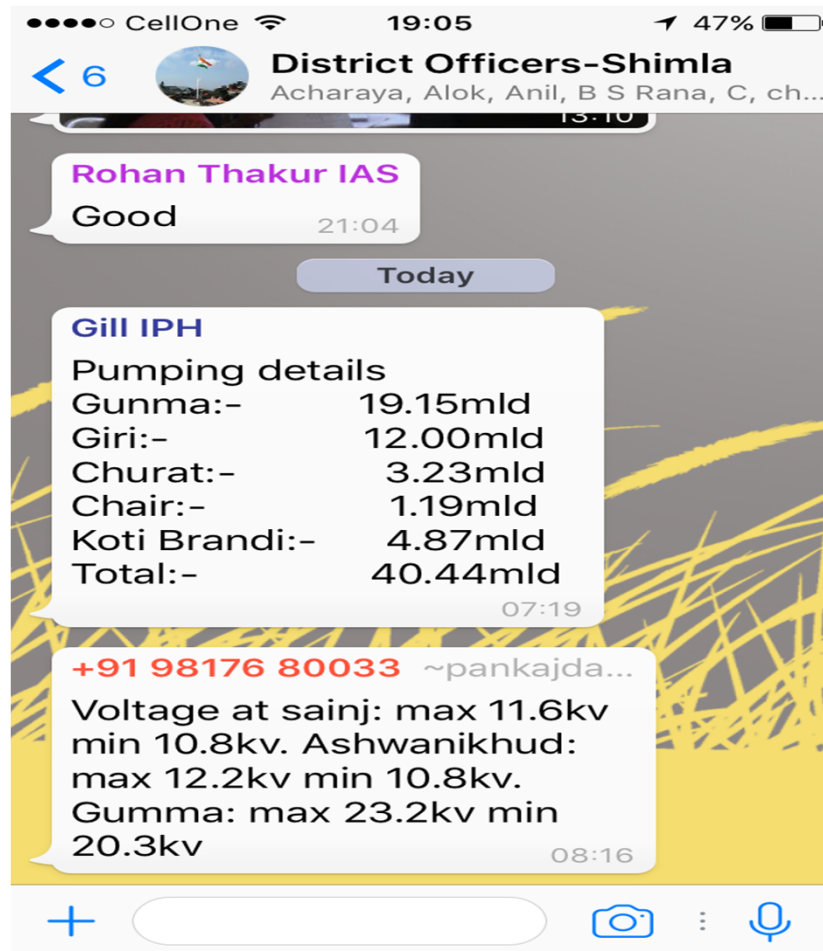 CellOne 19:05 47%
6 District Officers-Shimla
Acharaya, Alok, Anil, B S Rana, C, ch...
13:10
Rohan Thakur IAS
Good 21:04
Today
Gill IPH
Pumping details
Gunma:- 19.15mld
Giri:- 12.00mld
Churat:- 3.23mld
Chair:- 1.19mld
Koti Brandi:- 4.87mld
Total:- 40.44mld
07:19
+91 98176 80033 ~pankajda...
Voltage at sainj: max 11.6kv
min 10.8kv. Ashwanikhud:
max 12.2kv min 10.8kv.
Gumma: max 23.2kv min
20.3kv 08:16